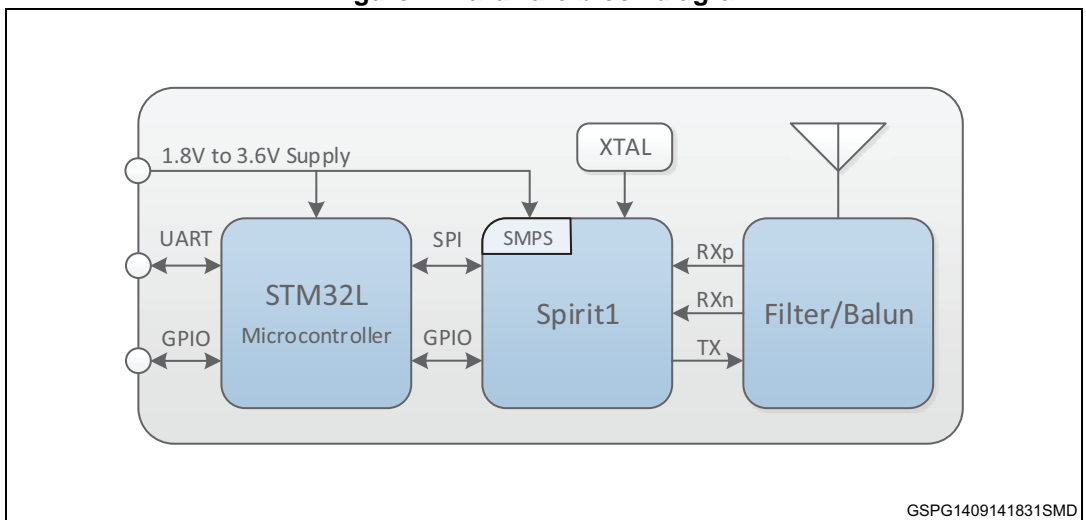 1.8V to 3.6V Supply
XTAL
UART
SPI
SMPS
RXp
STM32L
Microcontroller
Spirit1
RXn
Filter/Balun
GPIO
GPIO
TX
GSPG1409141831SMD